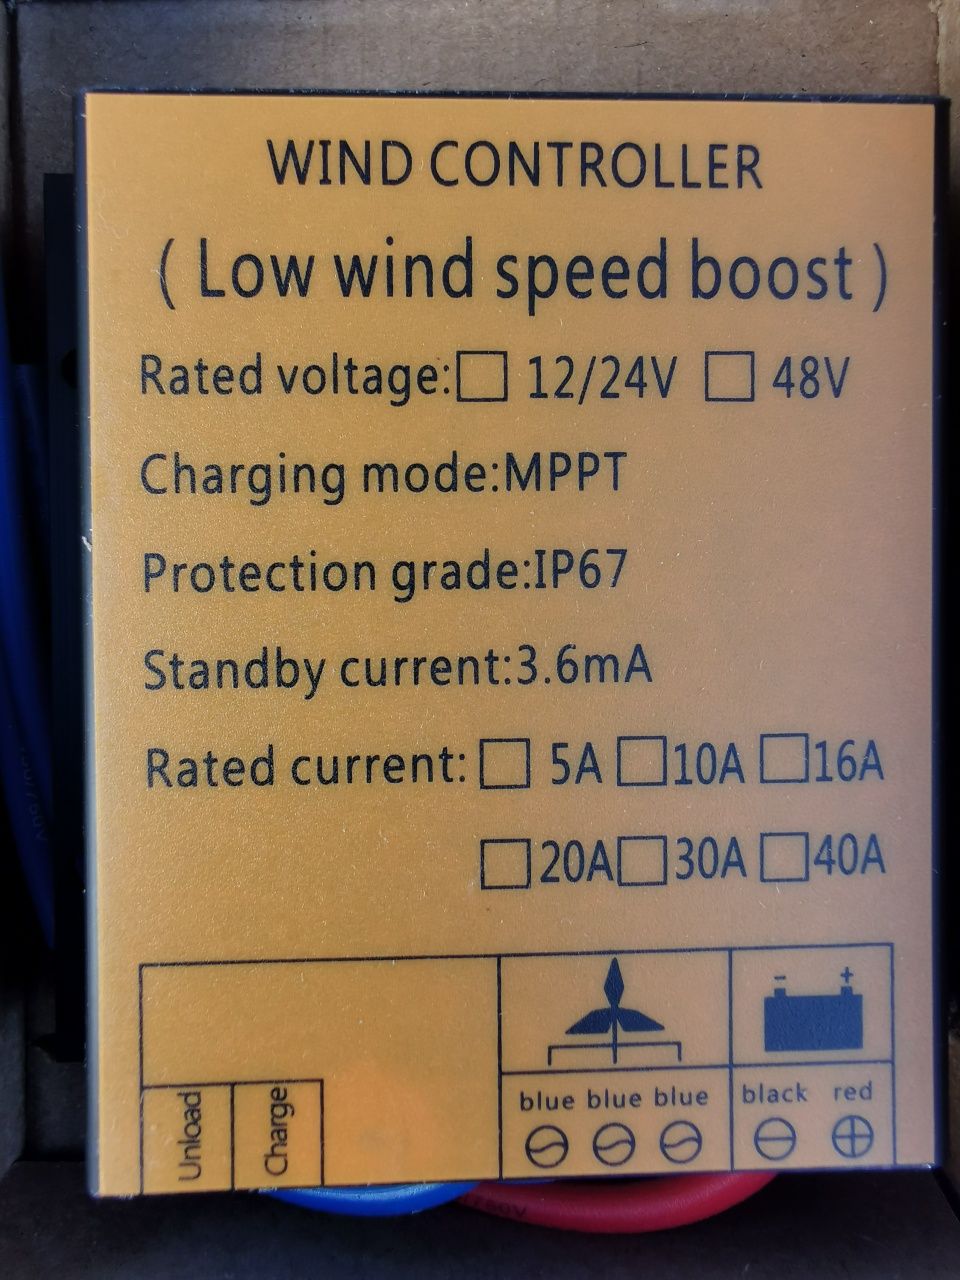 WIND CONTROLLER
( Low wind speed boost )
Rated voltage:☐ 12/24V ☐ 48V
Charging mode:MPPT
Protection grade:IP67
Standby current:3.6mA
Rated current: ☐ 5A ☐10A ☐16A
☐20A☐30A ☐40A
- +
Unload Charge
blue blue blue black red